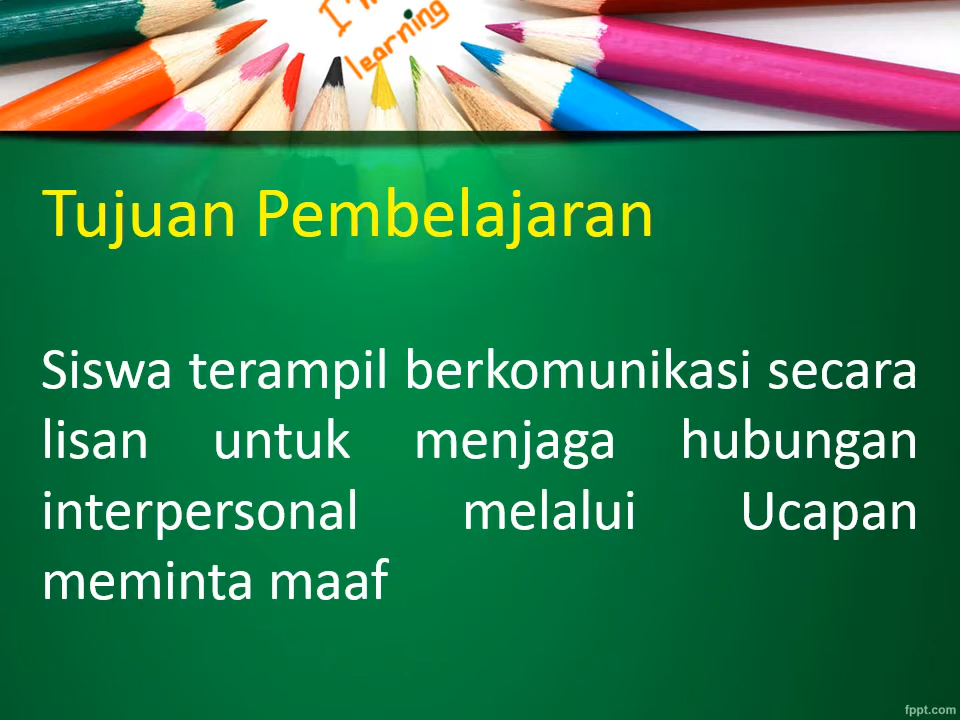 I'm
learning
Tujuan Pembelajaran
Siswa terampil berkomunikasi secara
lisan untuk menjaga hubungan
interpersonal melalui Ucapan
meminta maaf
fppt.com